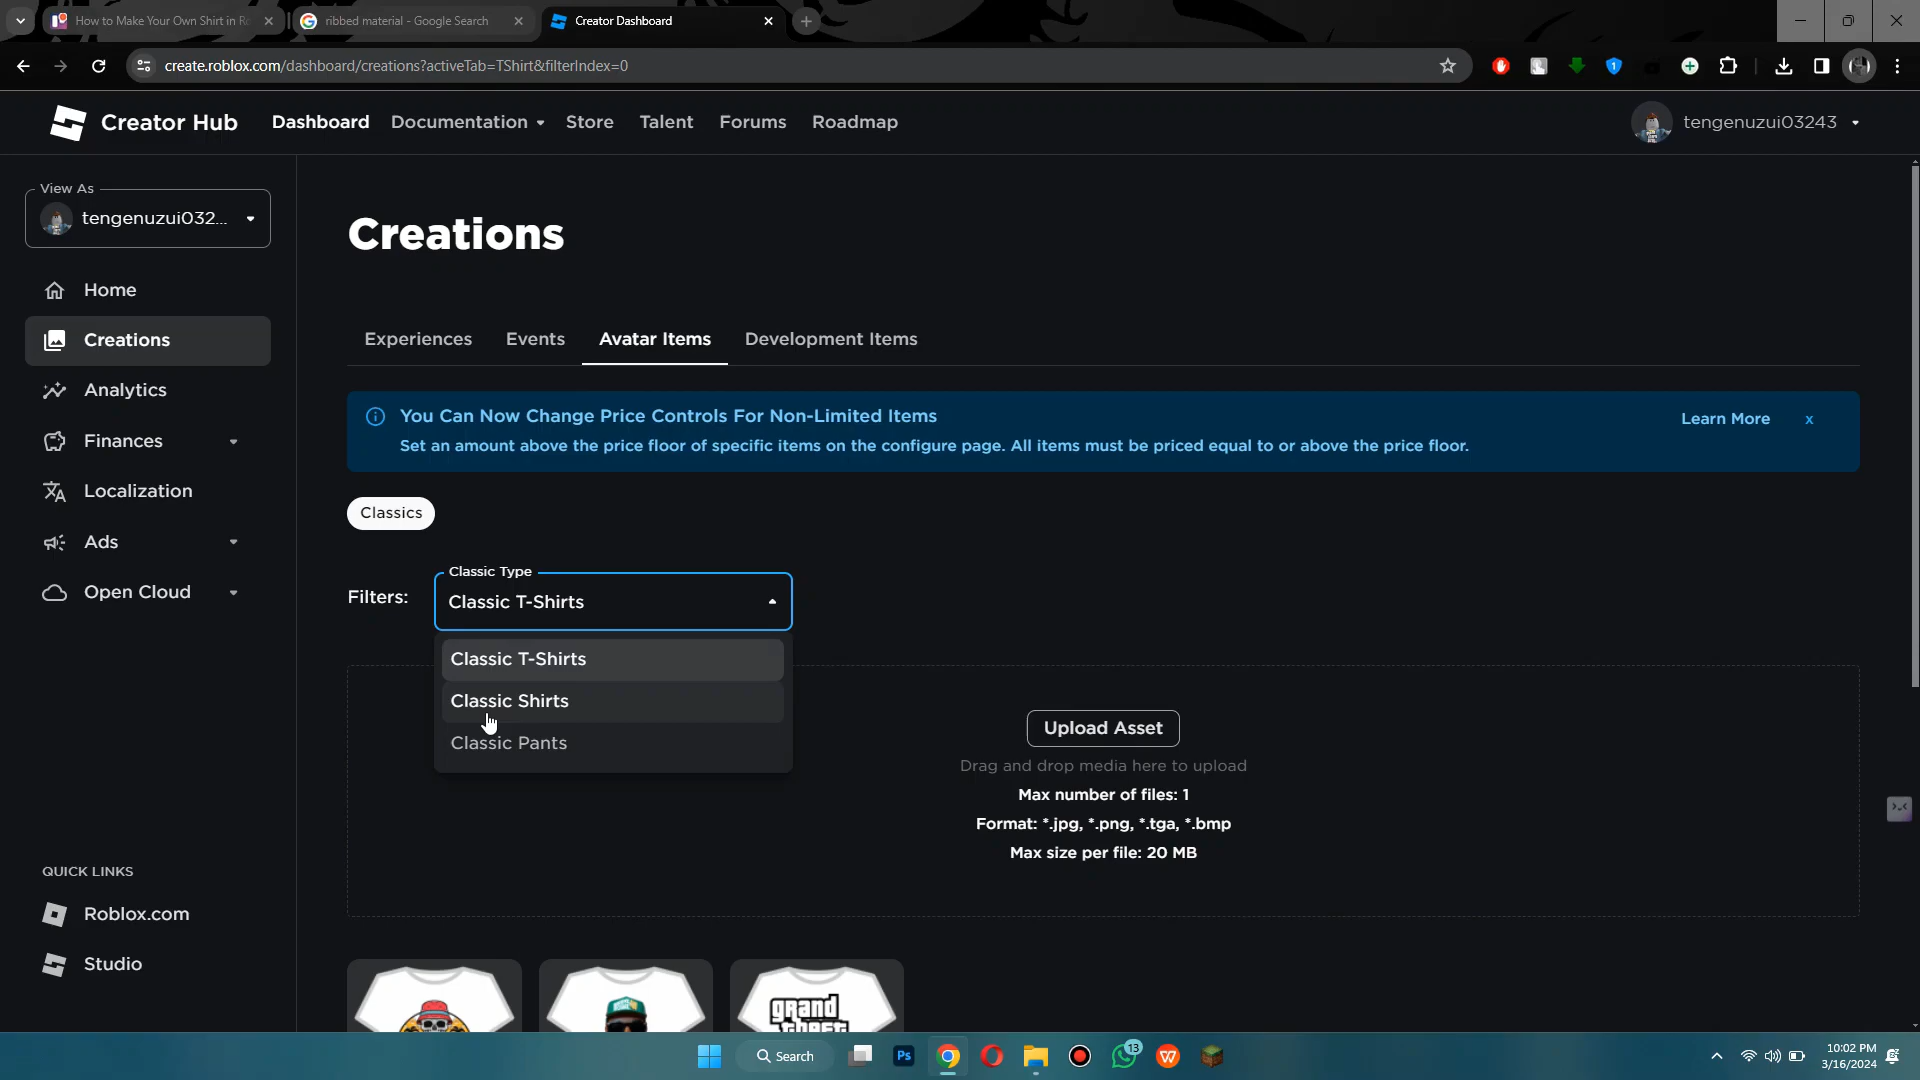 How to Make Your Own Shirt in Ro
ribbed material - Google Search
Creator Dashboard
create.roblox.com/dashboard/creations?activeTab=TShirt&filterIndex=0
Creator Hub
Dashboard
Documentation
Store
Talent
Forums
Roadmap
tengenuzui03243
View As
tengenuzui032...
Home
Creations
Analytics
Finances
Localization
Ads
Open Cloud
QUICK LINKS
Roblox.com
Studio
Creations
Experiences
Events
Avatar Items
Development Items
You Can Now Change Price Controls For Non-Limited Items
Set an amount above the price floor of specific items on the configure page. All items must be priced equal to or above the price floor.
Learn More
x
Classics
Filters:
Classic Type
Classic T-Shirts
Classic T-Shirts
Classic Shirts
Classic Pants
Upload Asset
Drag and drop media here to upload
Max number of files: 1
Format: *.jpg, *.png, *.tga, *.bmp
Max size per file: 20 MB
grand
theft
Search
Ps
13
W
10:02 PM
3/16/2024